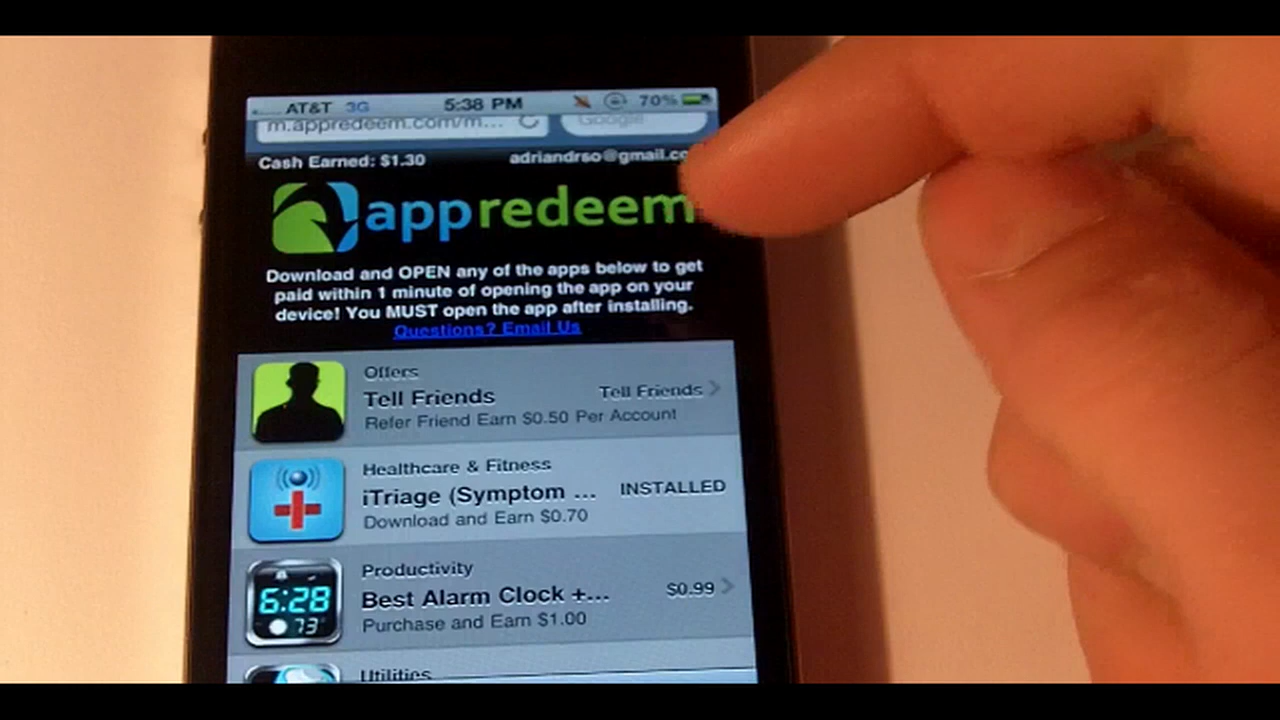 AT&T 3G 5:38 PM 70%
m.appredeem.com/m... Google
Cash Earned: $1.30 adriandrso@gmail.co
appredeem
Download and OPEN any of the apps below to get
paid within 1 minute of opening the app on your
device! You MUST open the app after installing.
Questions? Email Us
Offers
Tell Friends Tell Friends
Refer Friend Earn $0.50 Per Account
Healthcare & Fitness
iTriage (Symptom ... INSTALLED
Download and Earn $0.70
6:28
73
Productivity
Best Alarm Clock +... $0.99
Purchase and Earn $1.00
Utilities